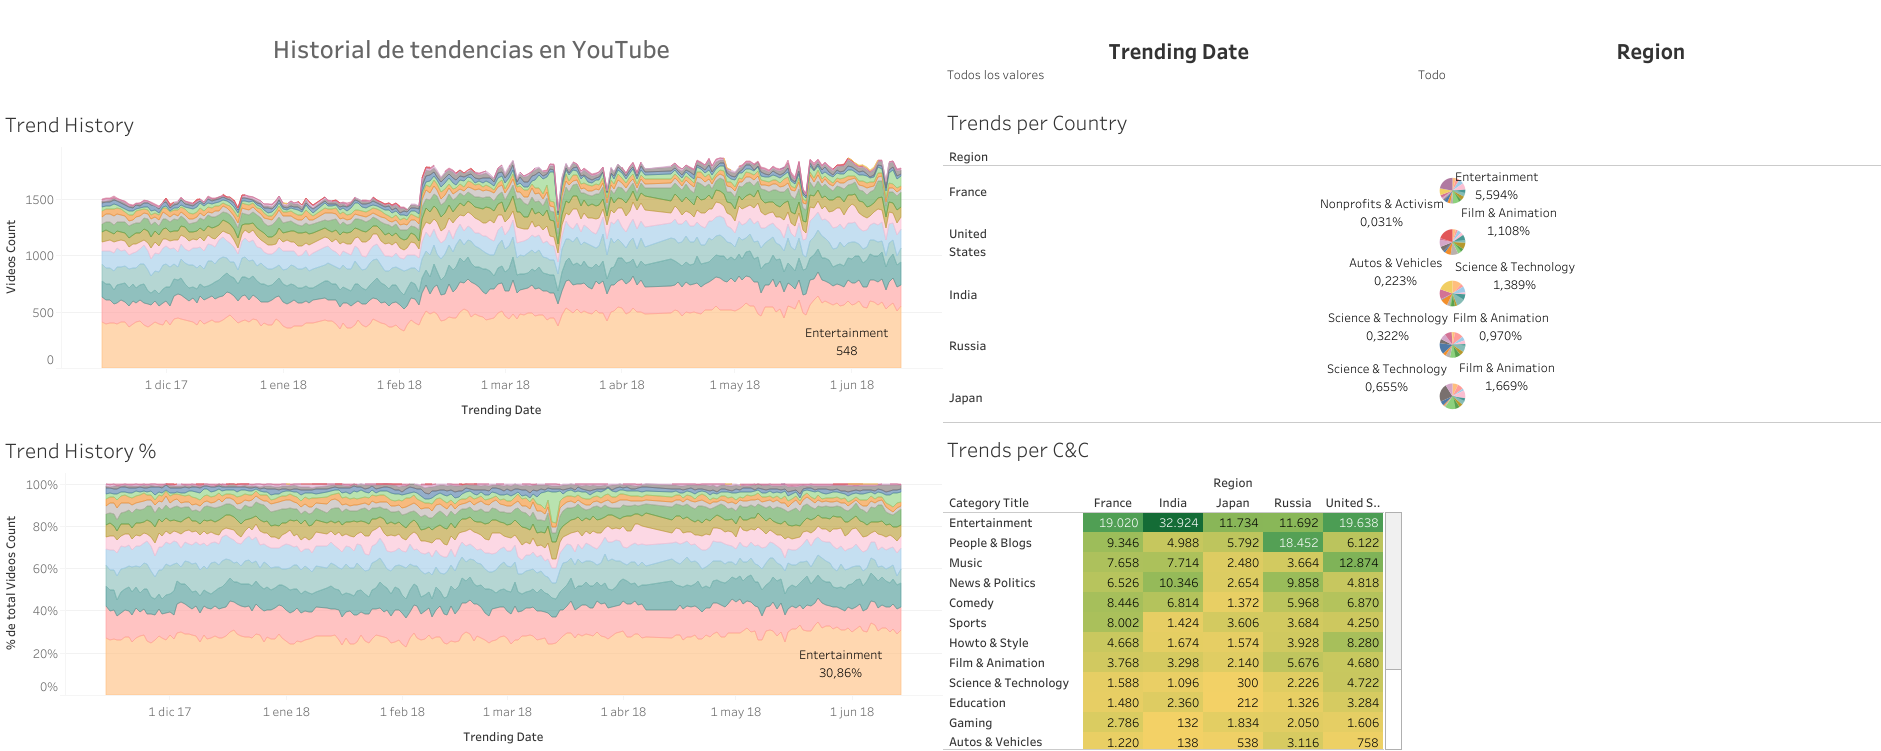 Historial de tendencias en YouTube
Trending Date
Region
Todos los valores
Todo
Trend History
Videos Count
1500
1000
500
0
Entertainment
548
1 dic 17
1 ene 18
1 feb 18
1 mar 18
1 abr 18
1 may 18
1 jun 18
Trending Date
Trend History %
% de total Videos Count
100%
80%
60%
40%
20%
0%
Entertainment
30,86%
1 dic 17
1 ene 18
1 feb 18
1 mar 18
1 abr 18
1 may 18
1 jun 18
Trending Date
Trends per Country
Region
France
Entertainment
5,594%
Nonprofits & Activism
0,031%
Film & Animation
1,108%
United
States
Autos & Vehicles
0,223%
Science & Technology
1,389%
India
Science & Technology
0,322%
Film & Animation
0,970%
Russia
Science & Technology
0,655%
Film & Animation
1,669%
Japan
Trends per C&C
Region
Category Title France India Japan Russia United S..
Entertainment 19.020 32.924 11.734 11.692 19.638
People & Blogs 9.346 4.988 5.792 18.452 6.122
Music 7.658 7.714 2.480 3.664 12.874
News & Politics 6.526 10.346 2.654 9.858 4.818
Comedy 8.446 6.814 1.372 5.968 6.870
Sports 8.002 1.424 3.606 3.684 4.250
Howto & Style 4.668 1.674 1.574 3.928 8.280
Film & Animation 3.768 3.298 2.140 5.676 4.680
Science & Technology 1.588 1.096 300 2.226 4.722
Education 1.480 2.360 212 1.326 3.284
Gaming 2.786 132 1.834 2.050 1.606
Autos & Vehicles 1.220 138 538 3.116 758